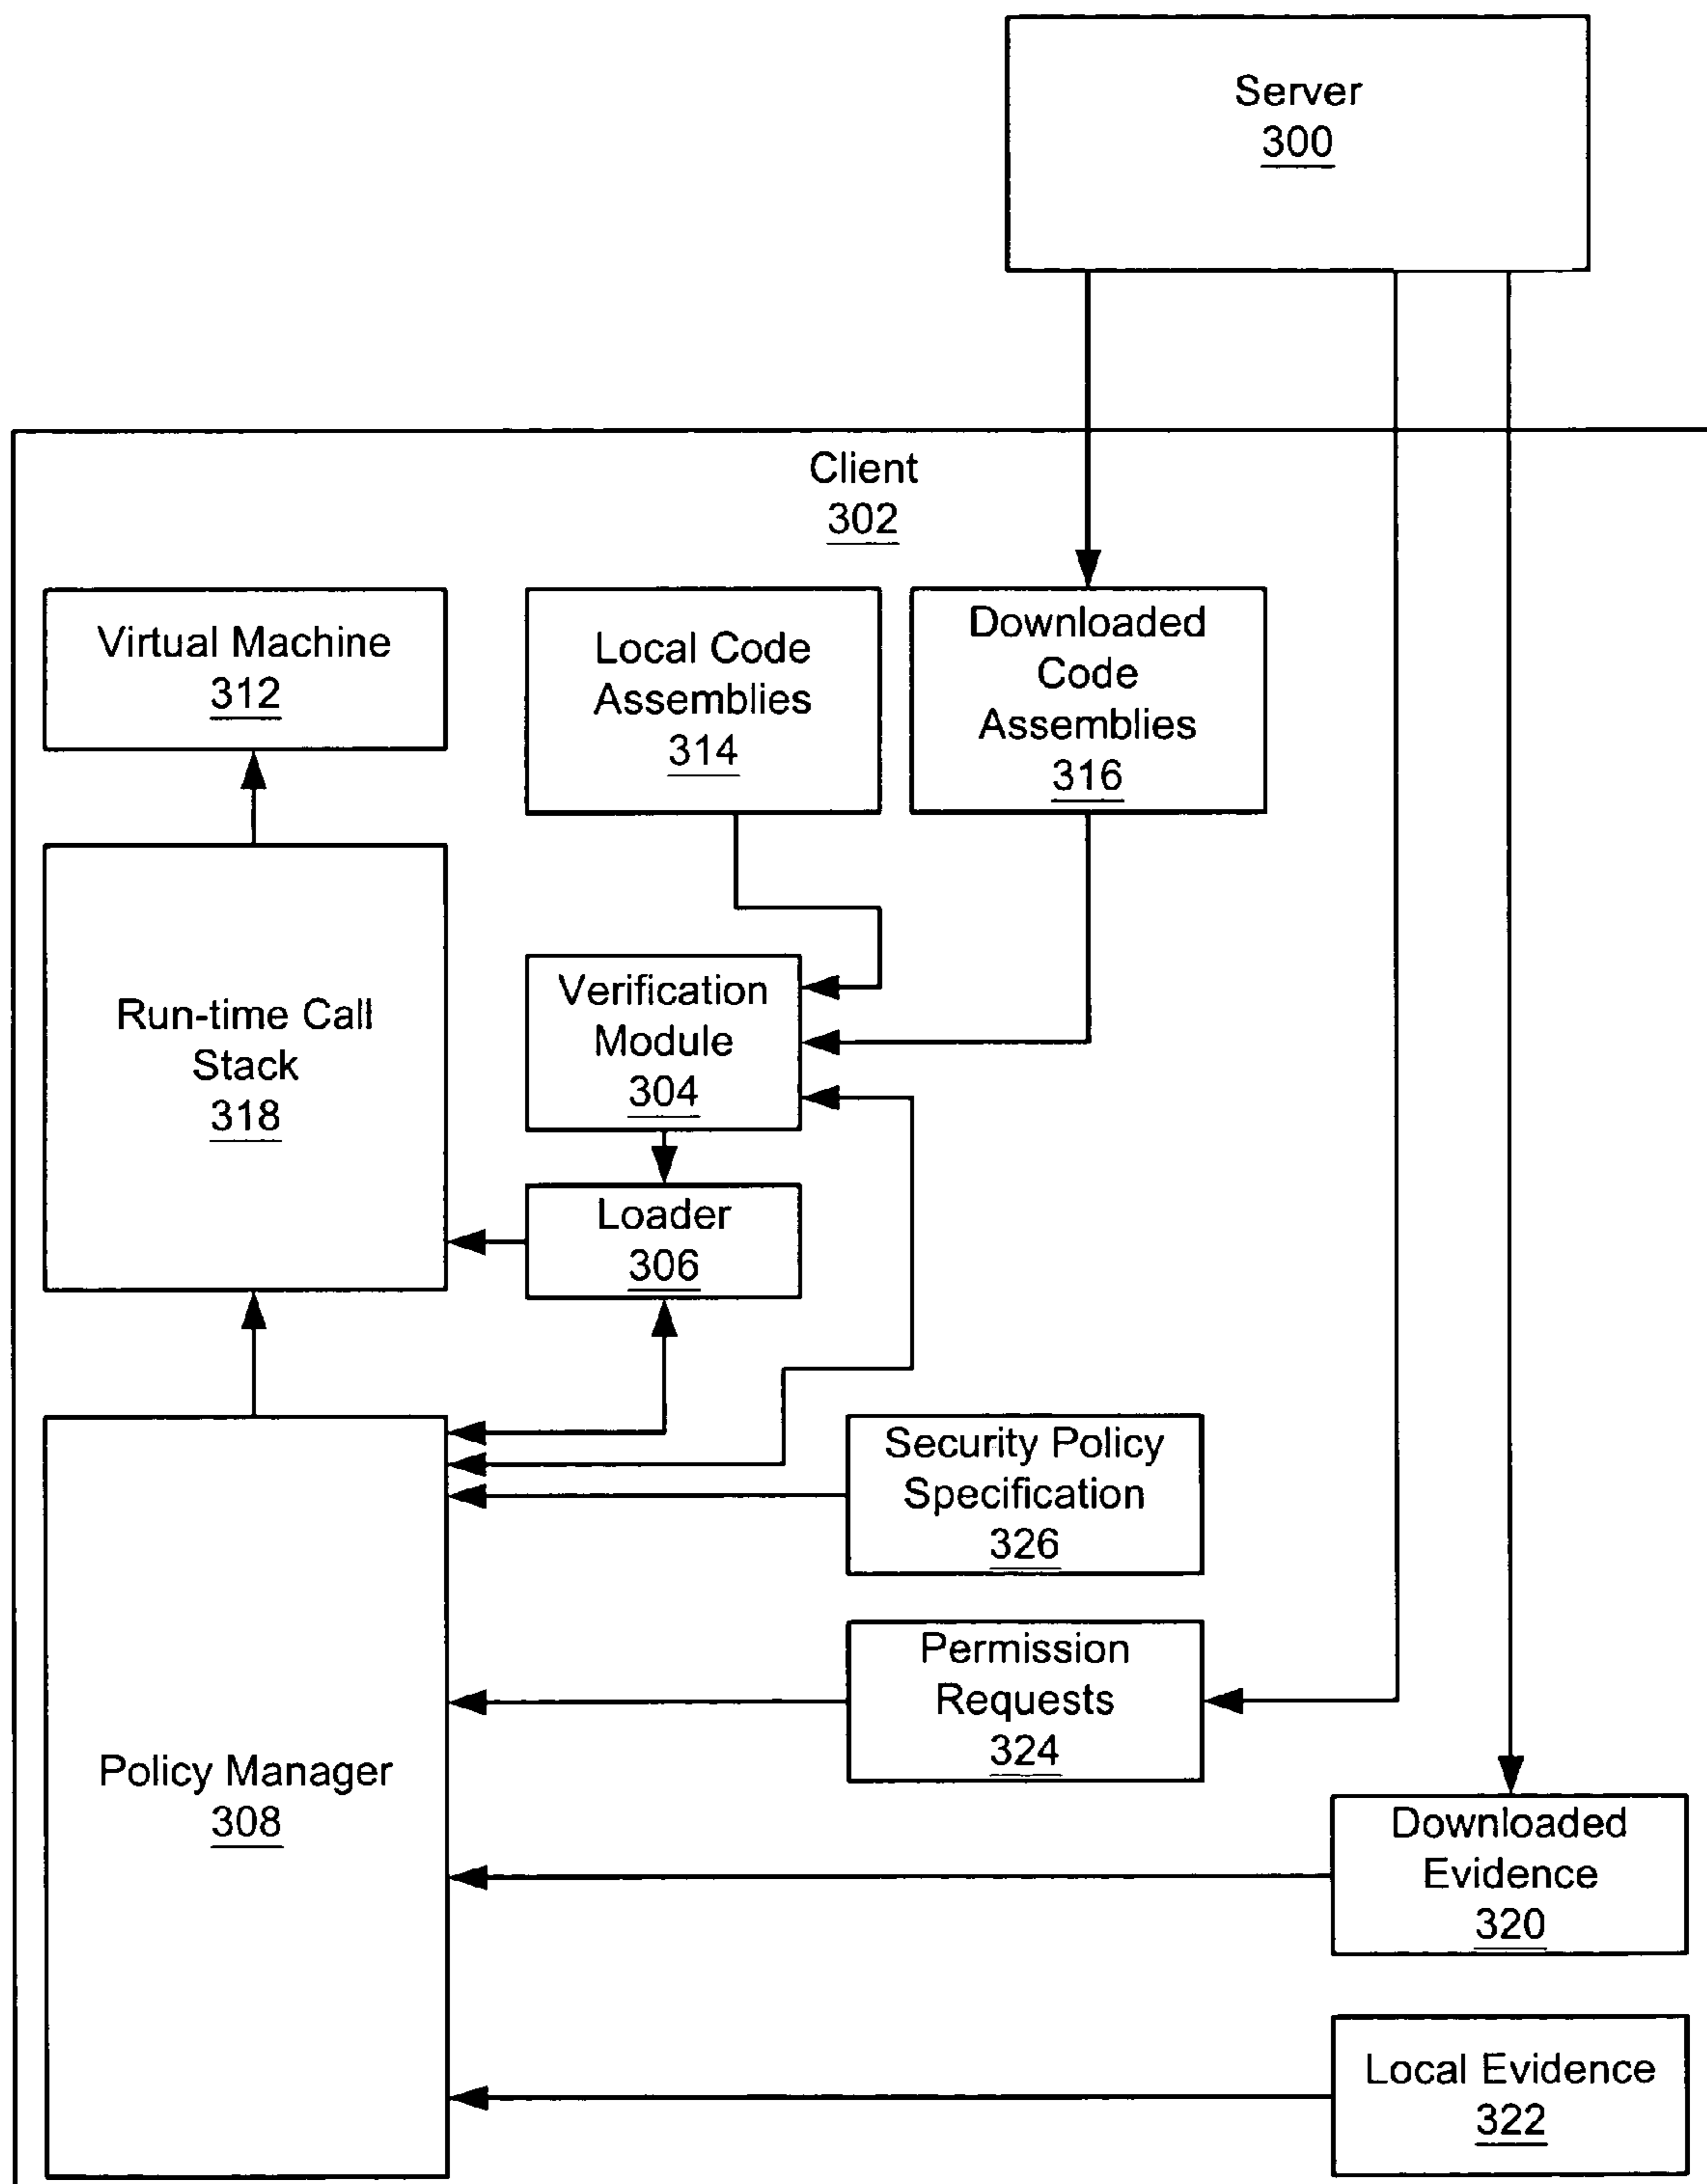 Server
300
Client
302
Virtual Machine
312
Local Code
Assemblies
314
Downloaded
Code
Assemblies
316
Run-time Call
Stack
318
Verification
Module
304
Loader
306
Security Policy
Specification
326
Permission
Requests
324
Policy Manager
308
Downloaded
Evidence
320
Local Evidence
322